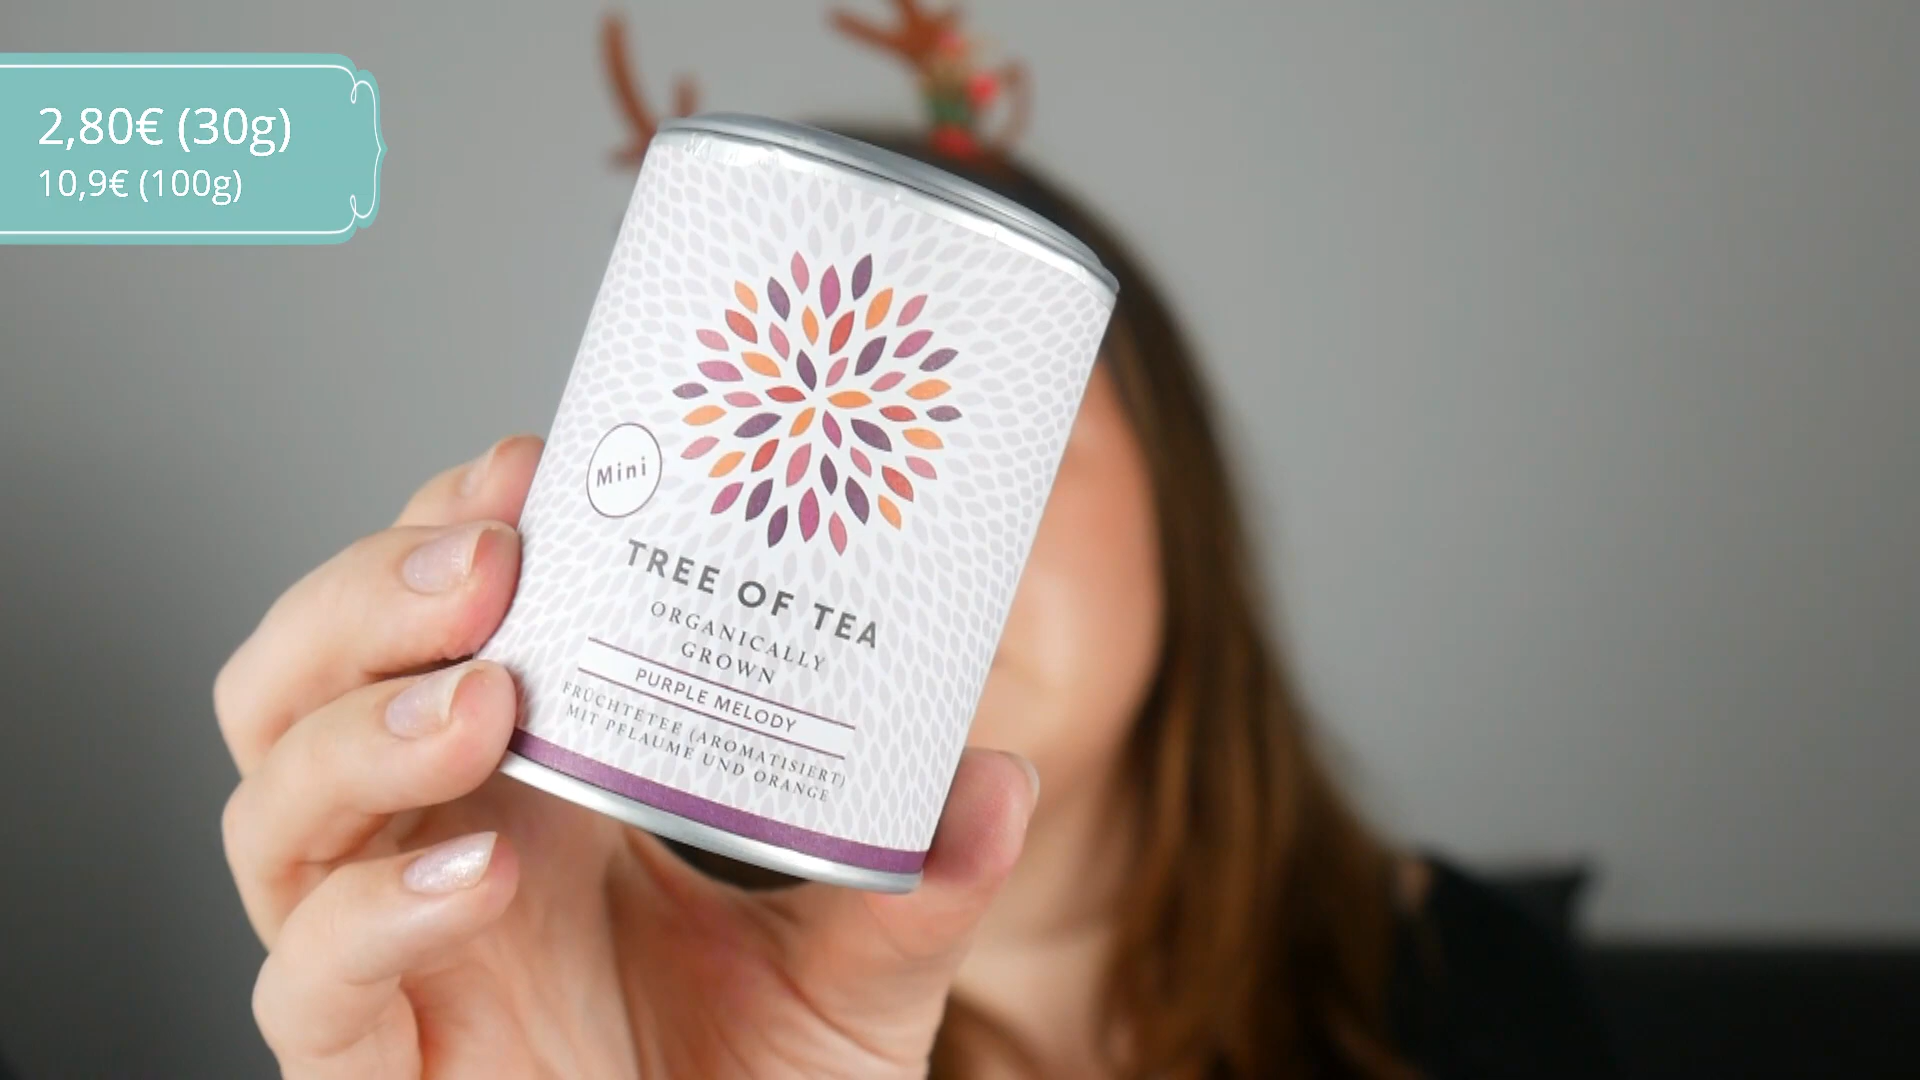 2,80€ (30g)
10,9€ (100g)
Mini
TREE OF TEA
ORGANICALLY
GROWN
PURPLE MELODY
FRÜCHTETEE (AROMATISIERT)
MIT PFLAUME UND ORANGE